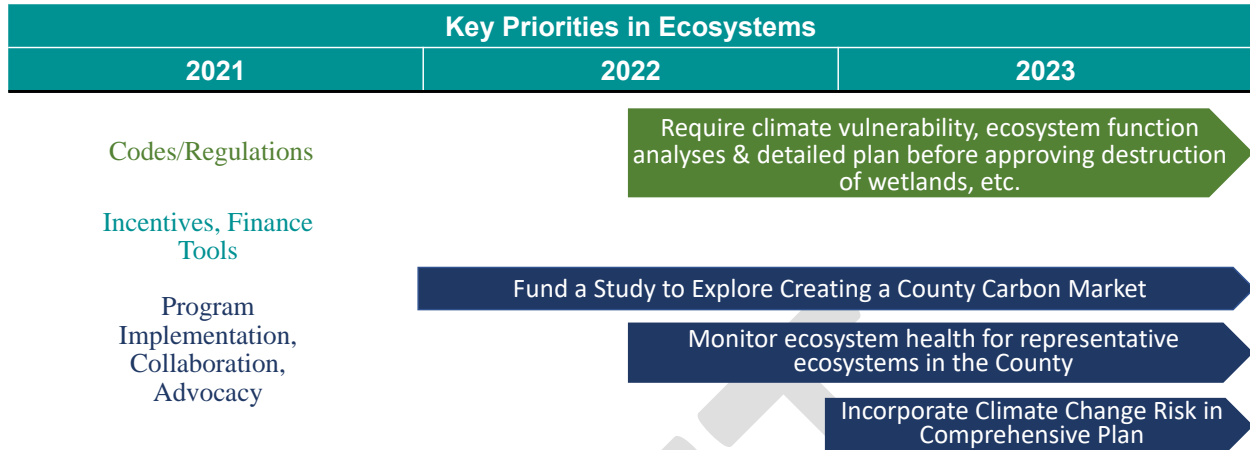 Key Priorities in Ecosystems
2021 2022 2023
Codes/Regulations
Require climate vulnerability, ecosystem function
analyses & detailed plan before approving destruction
of wetlands, etc.
Incentives, Finance
Tools
Program
Implementation,
Collaboration,
Advocacy
Fund a Study to Explore Creating a County Carbon Market
Monitor ecosystem health for representative
ecosystems in the County
Incorporate Climate Change Risk in
Comprehensive Plan